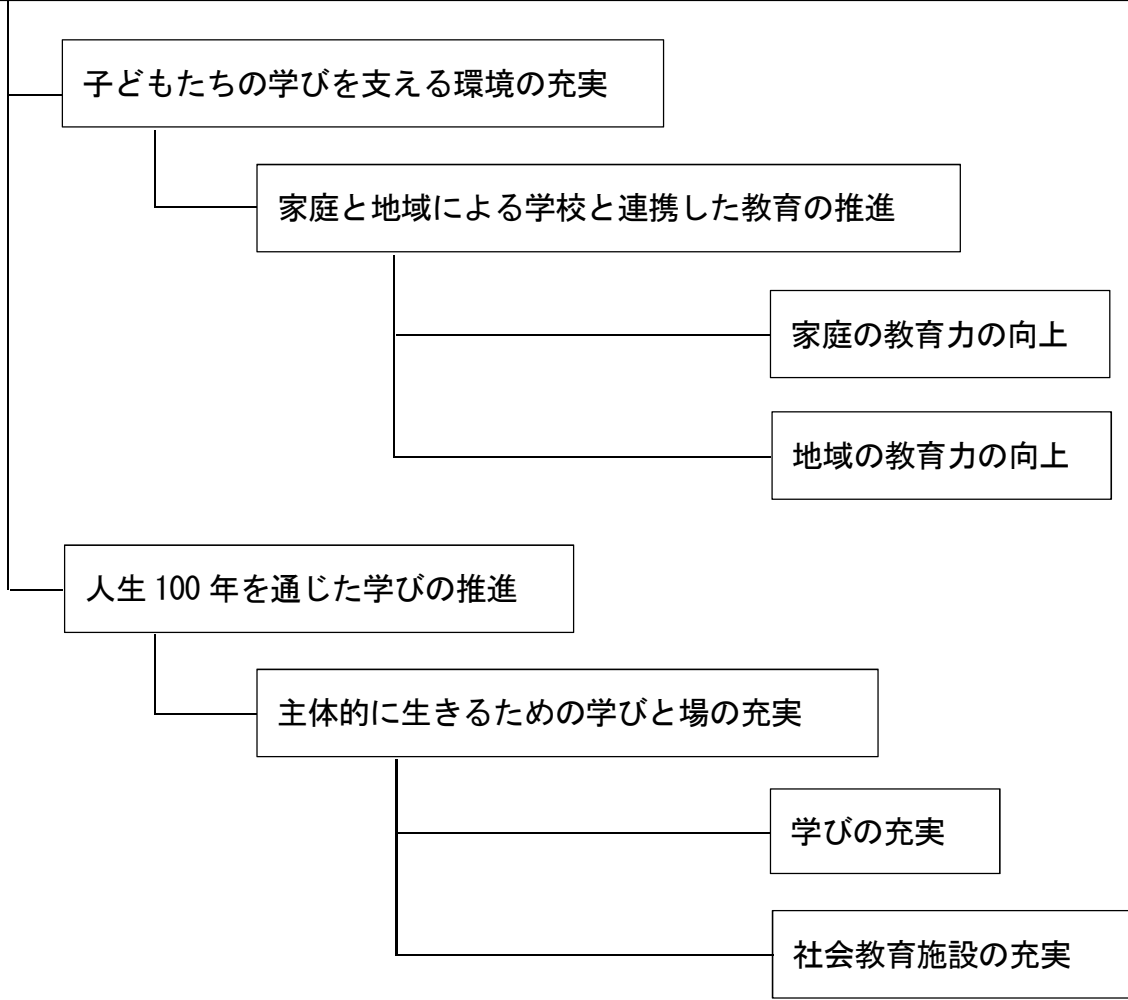 子どもたちの学びを支える環境の充実
家庭と地域による学校と連携した教育の推進
家庭の教育力の向上
地域の教育力の向上
人生 100 年を通じた学びの推進
主体的に生きるための学びと場の充実
学びの充実
社会教育施設の充実